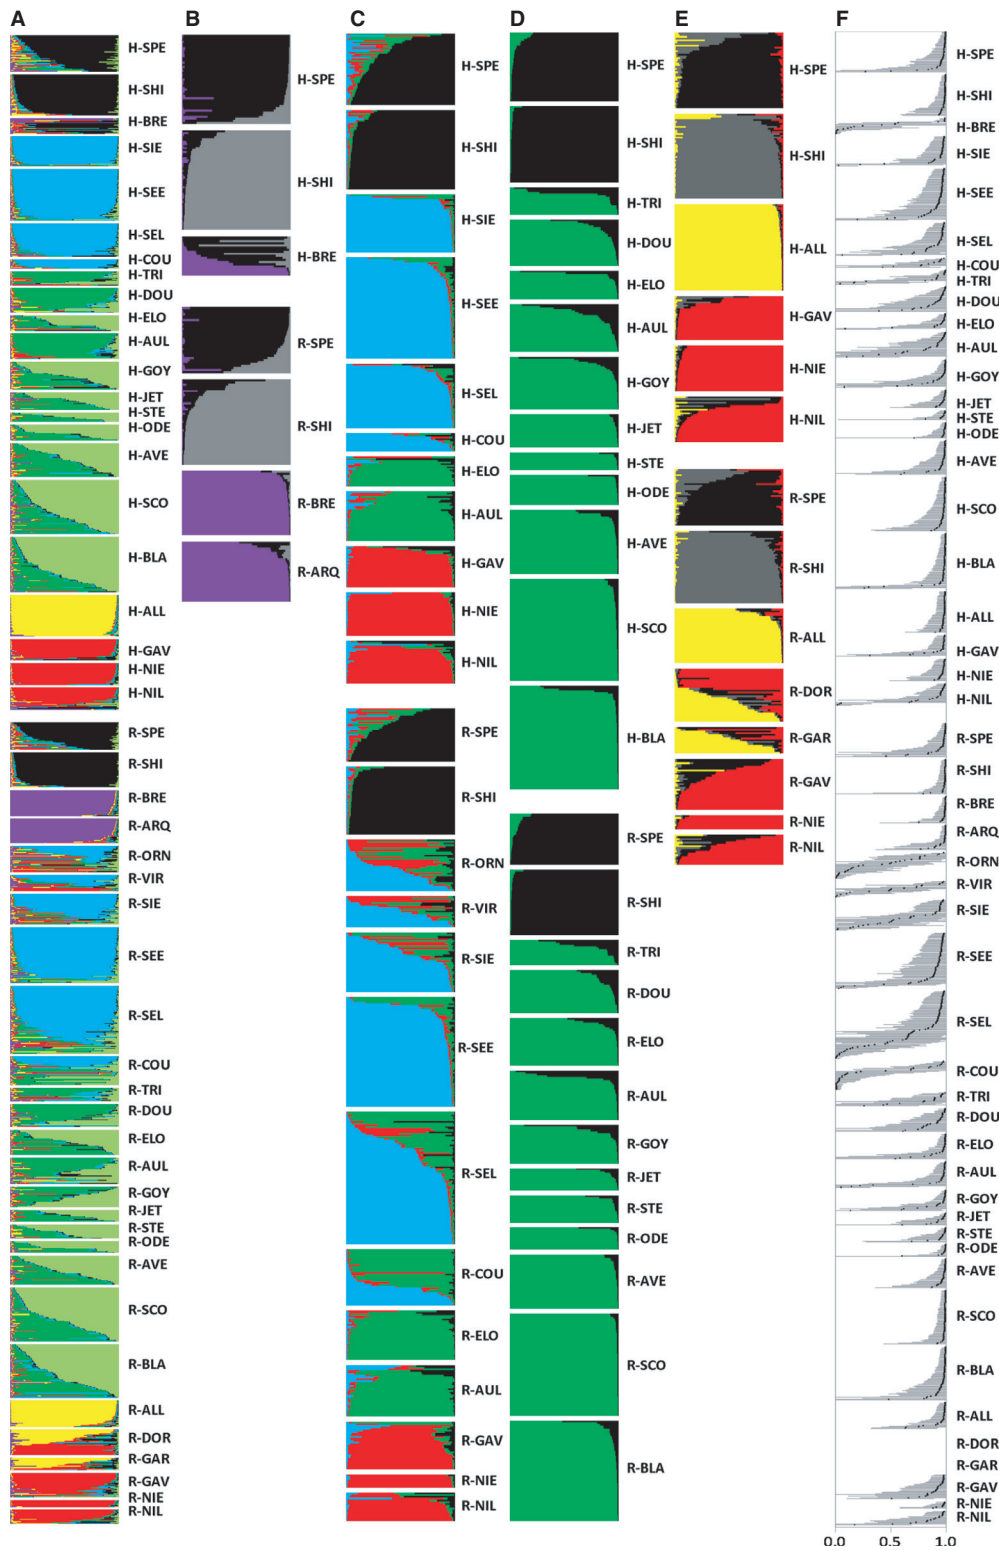 A
H-SPE
H-SHI
H-BRE
H-SIE
H-SEE
H-SEL
H-COU
H-TRI
H-DOU
H-ELO
H-AUL
H-GOY
H-JET
H-STE
H-ODE
H-AVE
H-SCO
H-BLA
H-ALL
H-GAV
H-NIE
H-NIL
R-SPE
R-SHI
R-BRE
R-ARQ
R-ORN
R-VIR
R-SIE
R-SEE
R-SEL
R-COU
R-TRI
R-DOU
R-ELO
R-AUL
R-GOY
R-JET
R-STE
R-ODE
R-AVE
R-SCO
R-BLA
R-ALL
R-DOR
R-GAR
R-GAV
R-NIE
R-NIL
B
H-SPE
H-SHI
H-BRE
R-SPE
R-SHI
R-BRE
R-ARQ
C
H-SPE
H-SHI
H-SIE
H-SEE
H-SEL
H-COU
H-ELO
H-AUL
H-GAV
H-NIE
H-NIL
R-SPE
R-SHI
R-ORN
R-VIR
R-SIE
R-SEE
R-SEL
R-COU
R-ELO
R-AUL
R-GAV
R-NIE
R-NIL
D
H-SPE
H-SHI
H-TRI
H-DOU
H-ELO
H-AUL
H-GOY
H-JET
H-STE
H-ODE
H-AVE
H-SCO
H-BLA
R-SPE
R-SHI
R-TRI
R-DOU
R-ELO
R-AUL
R-GOY
R-JET
R-STE
R-ODE
R-AVE
R-SCO
R-BLA
E
H-SPE
H-SHI
H-ALL
H-GAV
H-NIE
H-NIL
R-SPE
R-SHI
R-ALL
R-DOR
R-GAR
R-GAV
R-NIE
R-NIL
F
H-SPE
H-SHI
H-BRE
H-SIE
H-SEE
H-SEL
H-COU
H-TRI
H-DOU
H-ELO
H-AUL
H-GOY
H-JET
H-STE
H-ODE
H-AVE
H-SCO
H-BLA
H-ALL
H-GAV
H-NIE
H-NIL
R-SPE
R-SHI
R-BRE
R-ARQ
R-ORN
R-VIR
R-SIE
R-SEE
R-SEL
R-COU
R-TRI
R-DOU
R-ELO
R-AUL
R-GOY
R-JET
R-STE
R-ODE
R-AVE
R-SCO
R-BLA
R-ALL
R-DOR
R-GAR
R-GAV
R-NIE
R-NIL
0.0 1.0